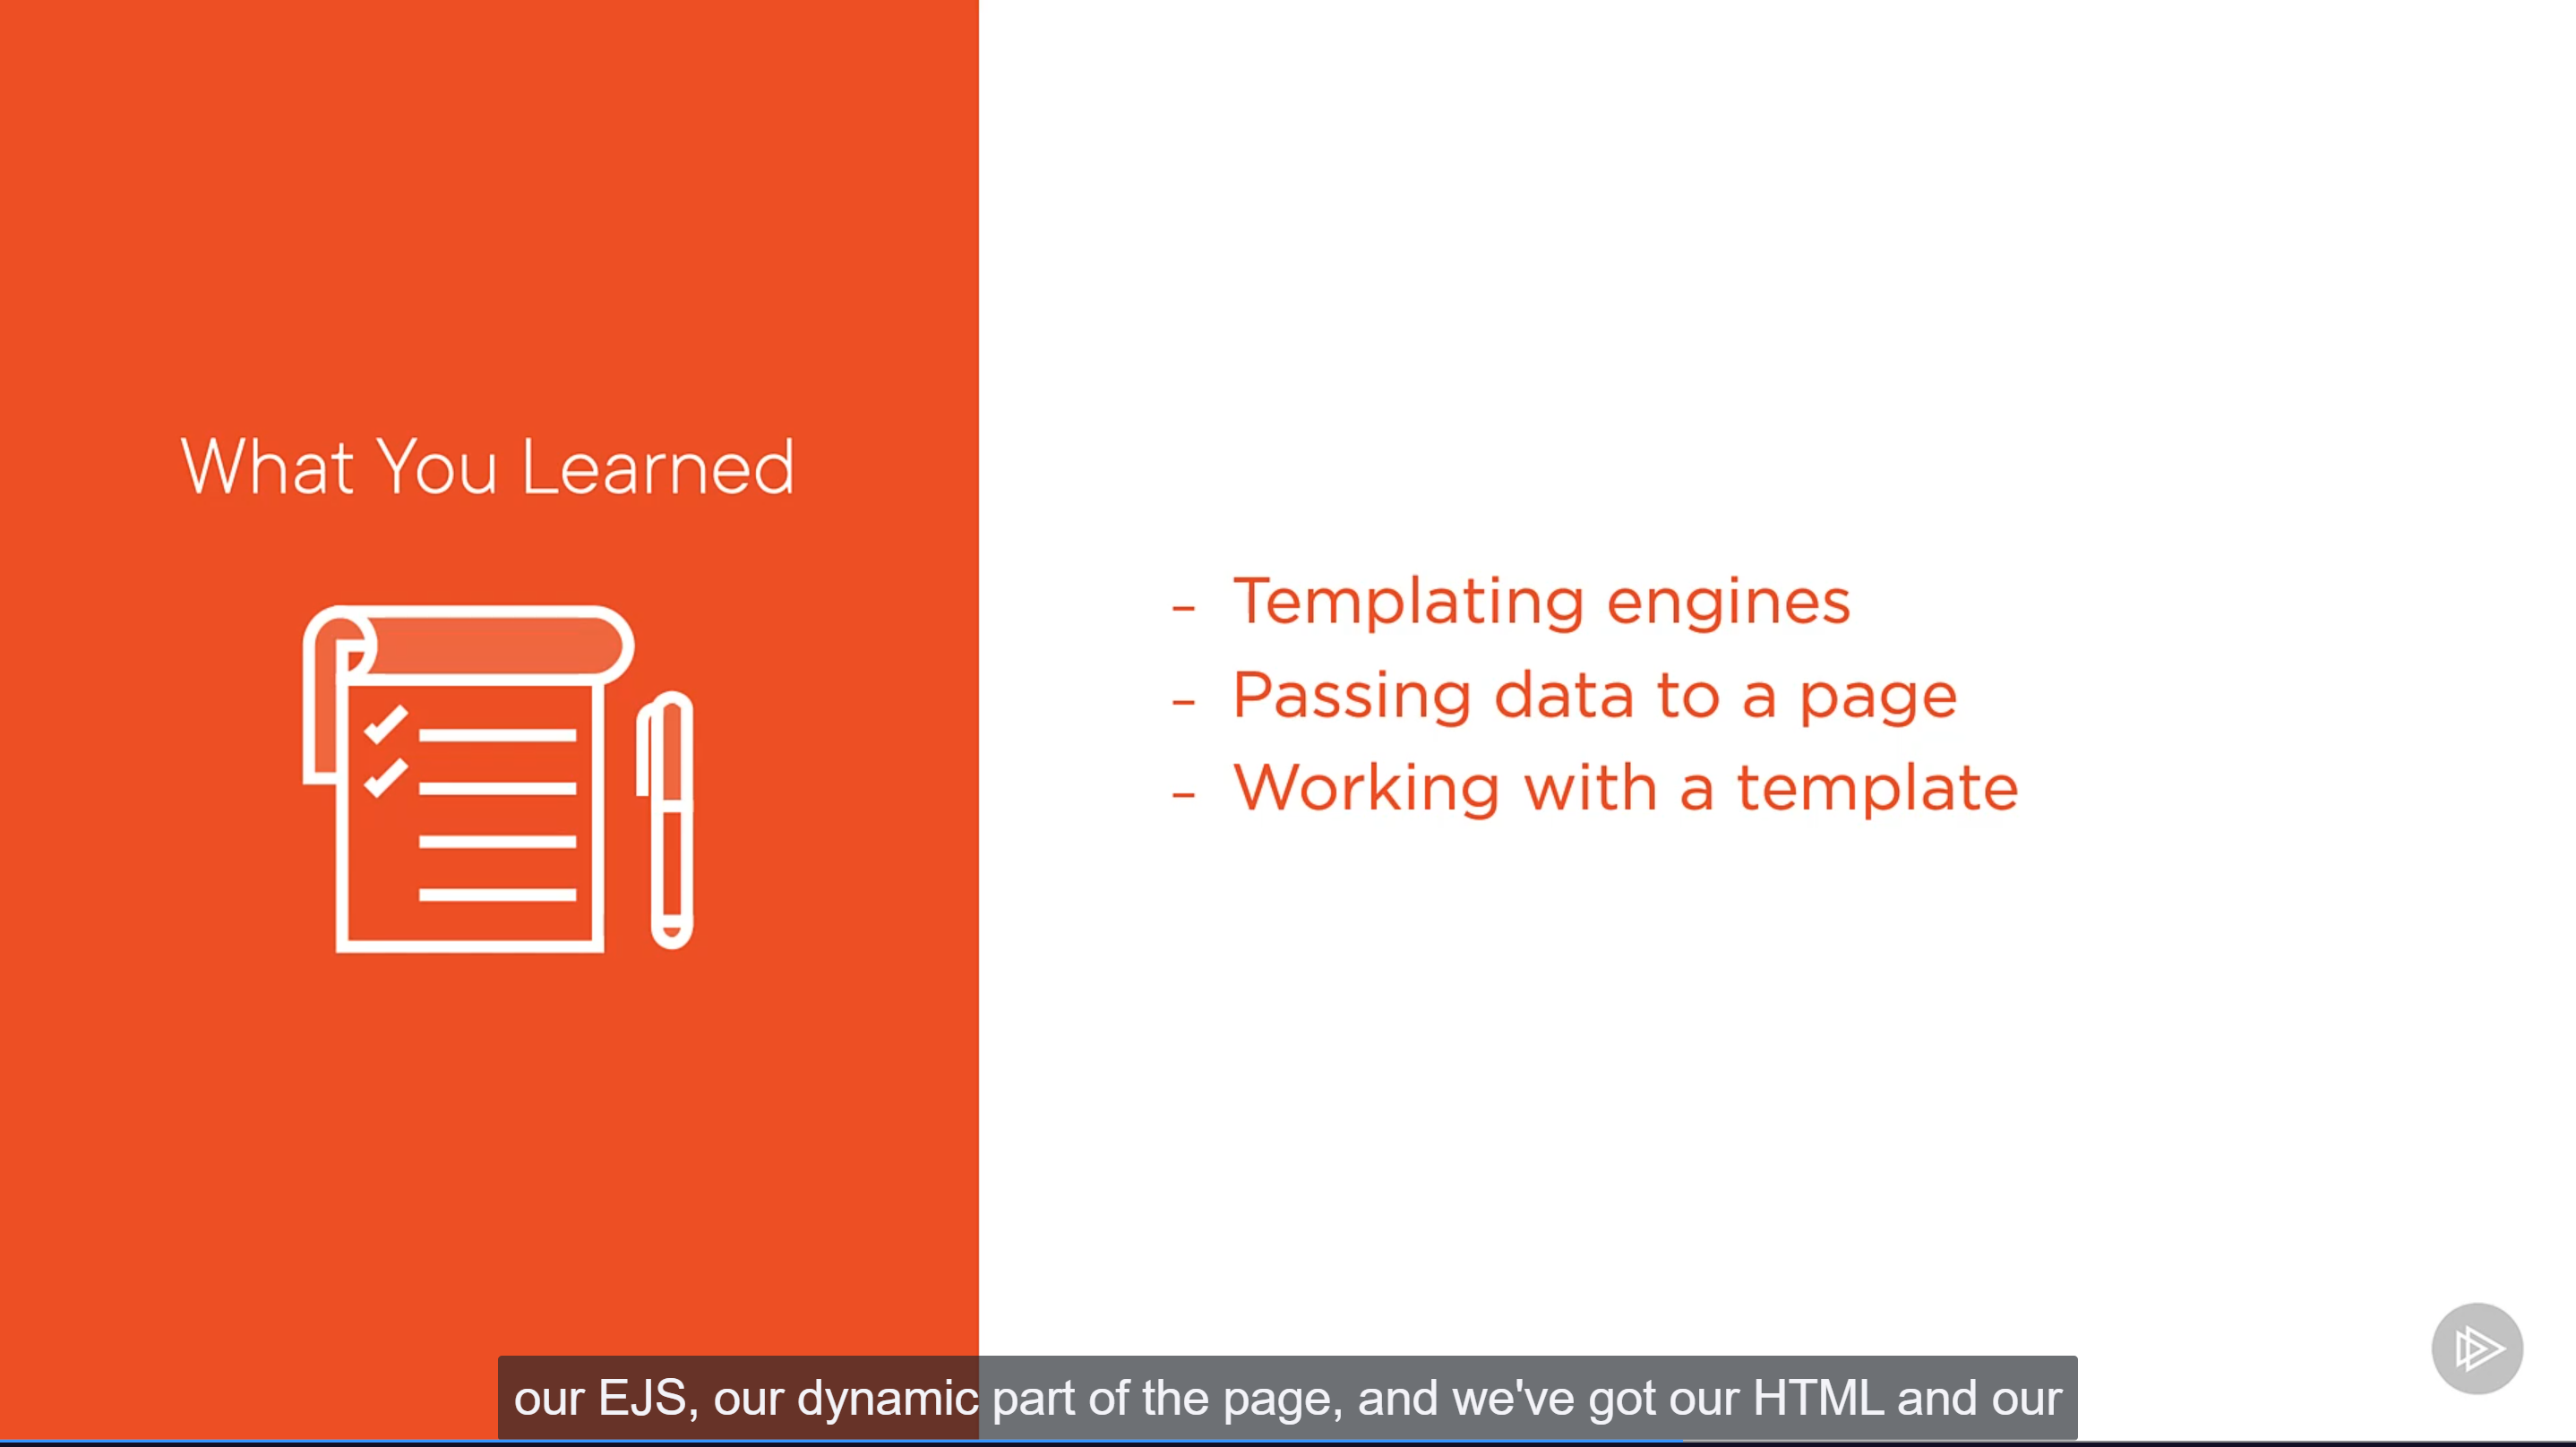 What You Learned
- Templating engines
- Passing data to a page
- Working with a template
our EJS, our dynamic part of the page, and we've got our HTML and our